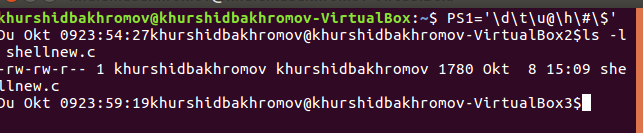 khurshidbakhromov@khurshidbakhromov-VirtualBox:~$ PS1='\d\t\u@\h\#\$'
Du Okt 0923:54:27khurshidbakhromov@khurshidbakhromov-VirtualBox2$ls -l
 shellnew.c
-rw-rw-r-- 1 khurshidbakhromov khurshidbakhromov 1780 Okt  8 15:09 she
llnew.c
Du Okt 0923:59:19khurshidbakhromov@khurshidbakhromov-VirtualBox3$